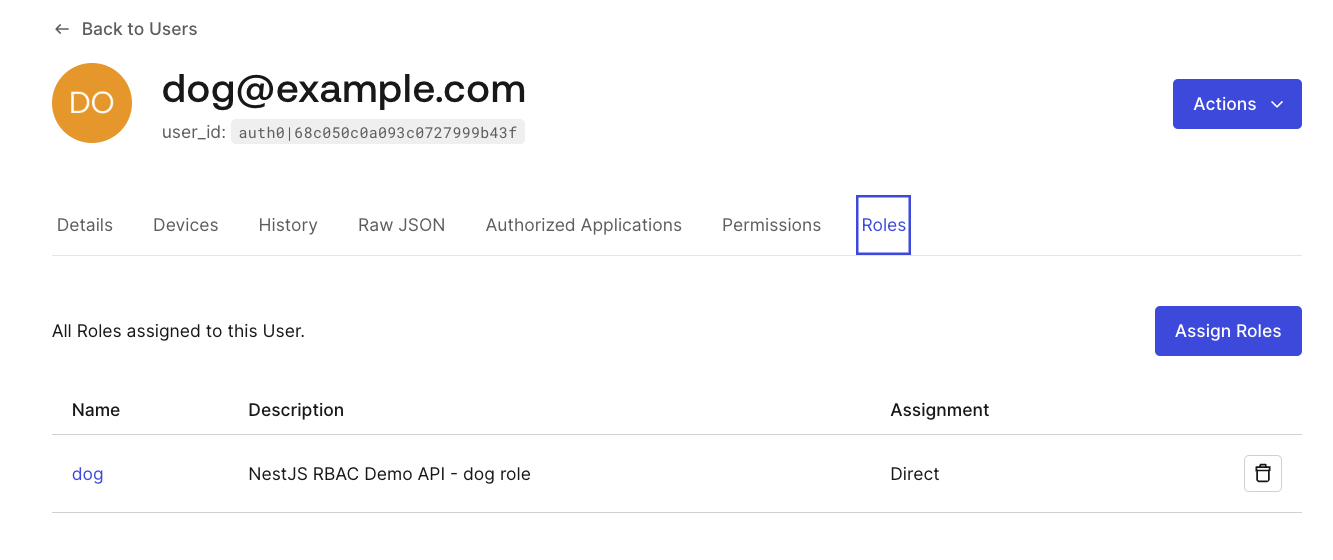 ← Back to Users
DO
dog@example.com
user_id: auth0|68c050c0a093c0727999b43f
Actions
Details Devices History Raw JSON Authorized Applications Permissions Roles
All Roles assigned to this User.
Assign Roles
Name Description Assignment
dog NestJS RBAC Demo API - dog role Direct